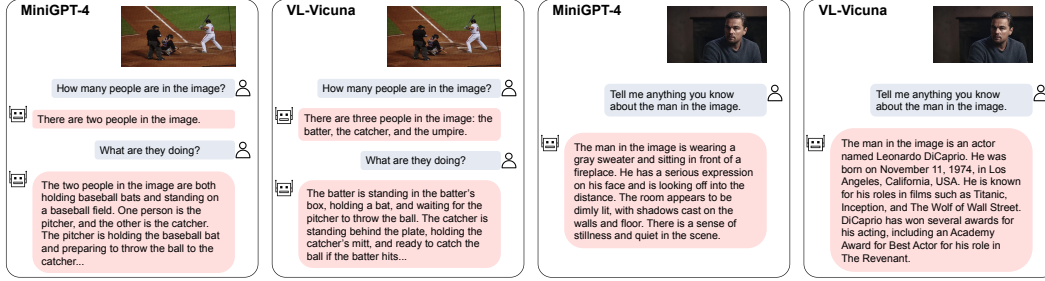 MiniGPT-4
How many people are in the image?
There are two people in the image.
What are they doing?
The two people in the image are both
holding baseball bats and standing on
a baseball field. One person is the
pitcher, and the other is the catcher.
The pitcher is holding the baseball bat
and preparing to throw the ball to the
catcher...
VL-Vicuna
How many people are in the image?
There are three people in the image: the
batter, the catcher, and the umpire.
What are they doing?
The batter is standing in the batter's
box, holding a bat, and waiting for the
pitcher to throw the ball. The catcher is
standing behind the plate, holding the
catcher's mitt, and ready to catch the
ball if the batter hits...
MiniGPT-4
Tell me anything you know
about the man in the image.
The man in the image is wearing a
gray sweater and sitting in front of a
fireplace. He has a serious expression
on his face and is looking off into the
distance. The room appears to be
dimly lit, with shadows cast on the
walls and floor. There is a sense of
stillness and quiet in the scene.
VL-Vicuna
Tell me anything you know
about the man in the image.
The man in the image is an actor
named Leonardo DiCaprio. He was
born on November 11, 1974, in Los
Angeles, California, USA. He is known
for his roles in films such as Titanic,
Inception, and The Wolf of Wall Street.
DiCaprio has won several awards for
his acting, including an Academy
Award for Best Actor for his role in
The Revenant.